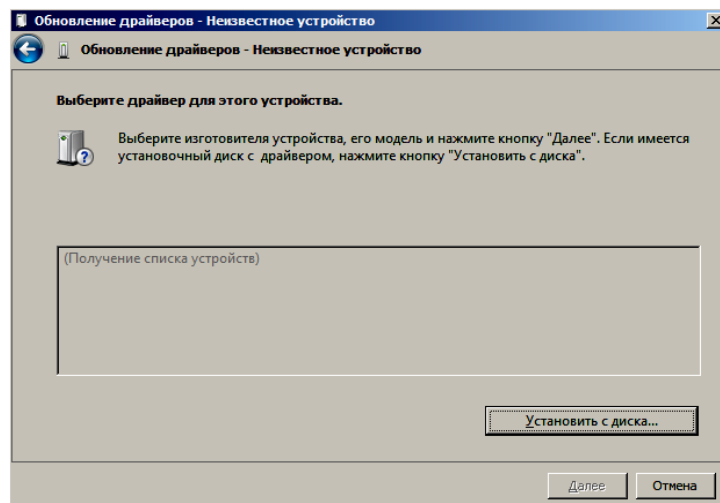 Обновление драйверов - Неизвестное устройство
Обновление драйверов - Неизвестное устройство
Выберите драйвер для этого устройства.
Выберите изготовителя устройства, его модель и нажмите кнопку "Далее". Если имеется
установочный диск с драйвером, нажмите кнопку "Установить с диска".
(Получение списка устройств)
Установить с диска...
Далее
Отмена